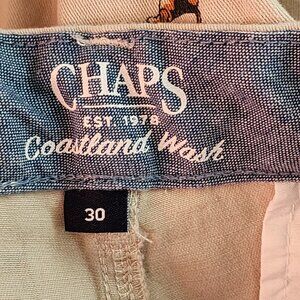 CHAPS
EST 1978
Coastland Wash
30